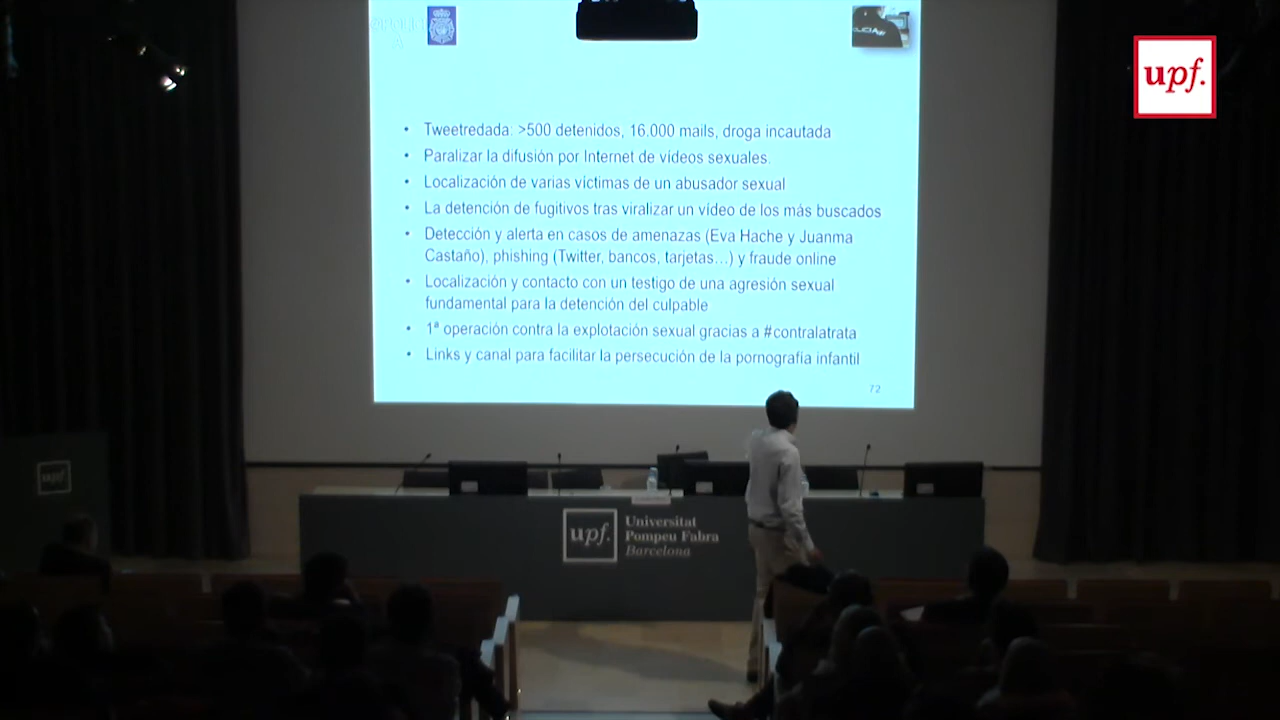 upf.
• Tweetredada: >500 detenidos, 16.000 mails, droga incautada
• Paralizar la difusión por Internet de vídeos sexuales.
• Localización de varias víctimas de un abusador sexual
• La detención de fugitivos tras viralizar un vídeo de los más buscados
• Detección y alerta en casos de amenazas (Eva Hache y Juanma
Castaño), phishing (Twitter, bancos, tarjetas...) y fraude online
• Localización y contacto con un testigo de una agresión sexual
fundamental para la detención del culpable
• 1ª operación contra la explotación sexual gracias a #contralatrata
• Links y canal para facilitar la persecución de la pornografía infantil
72
upf.
upf.
Universitat
Pompeu Fabra
Barcelona